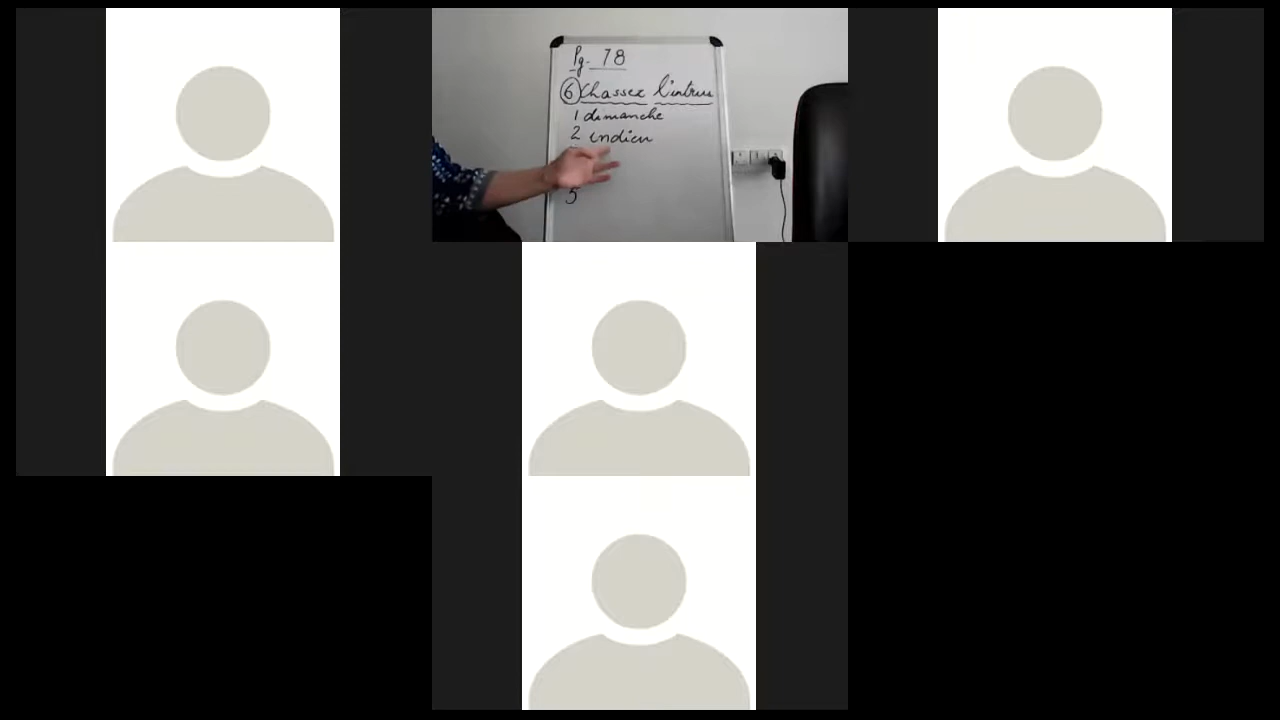 Pg. 78
6 Chassez l'intrus
1 dimanche
2 indien
5